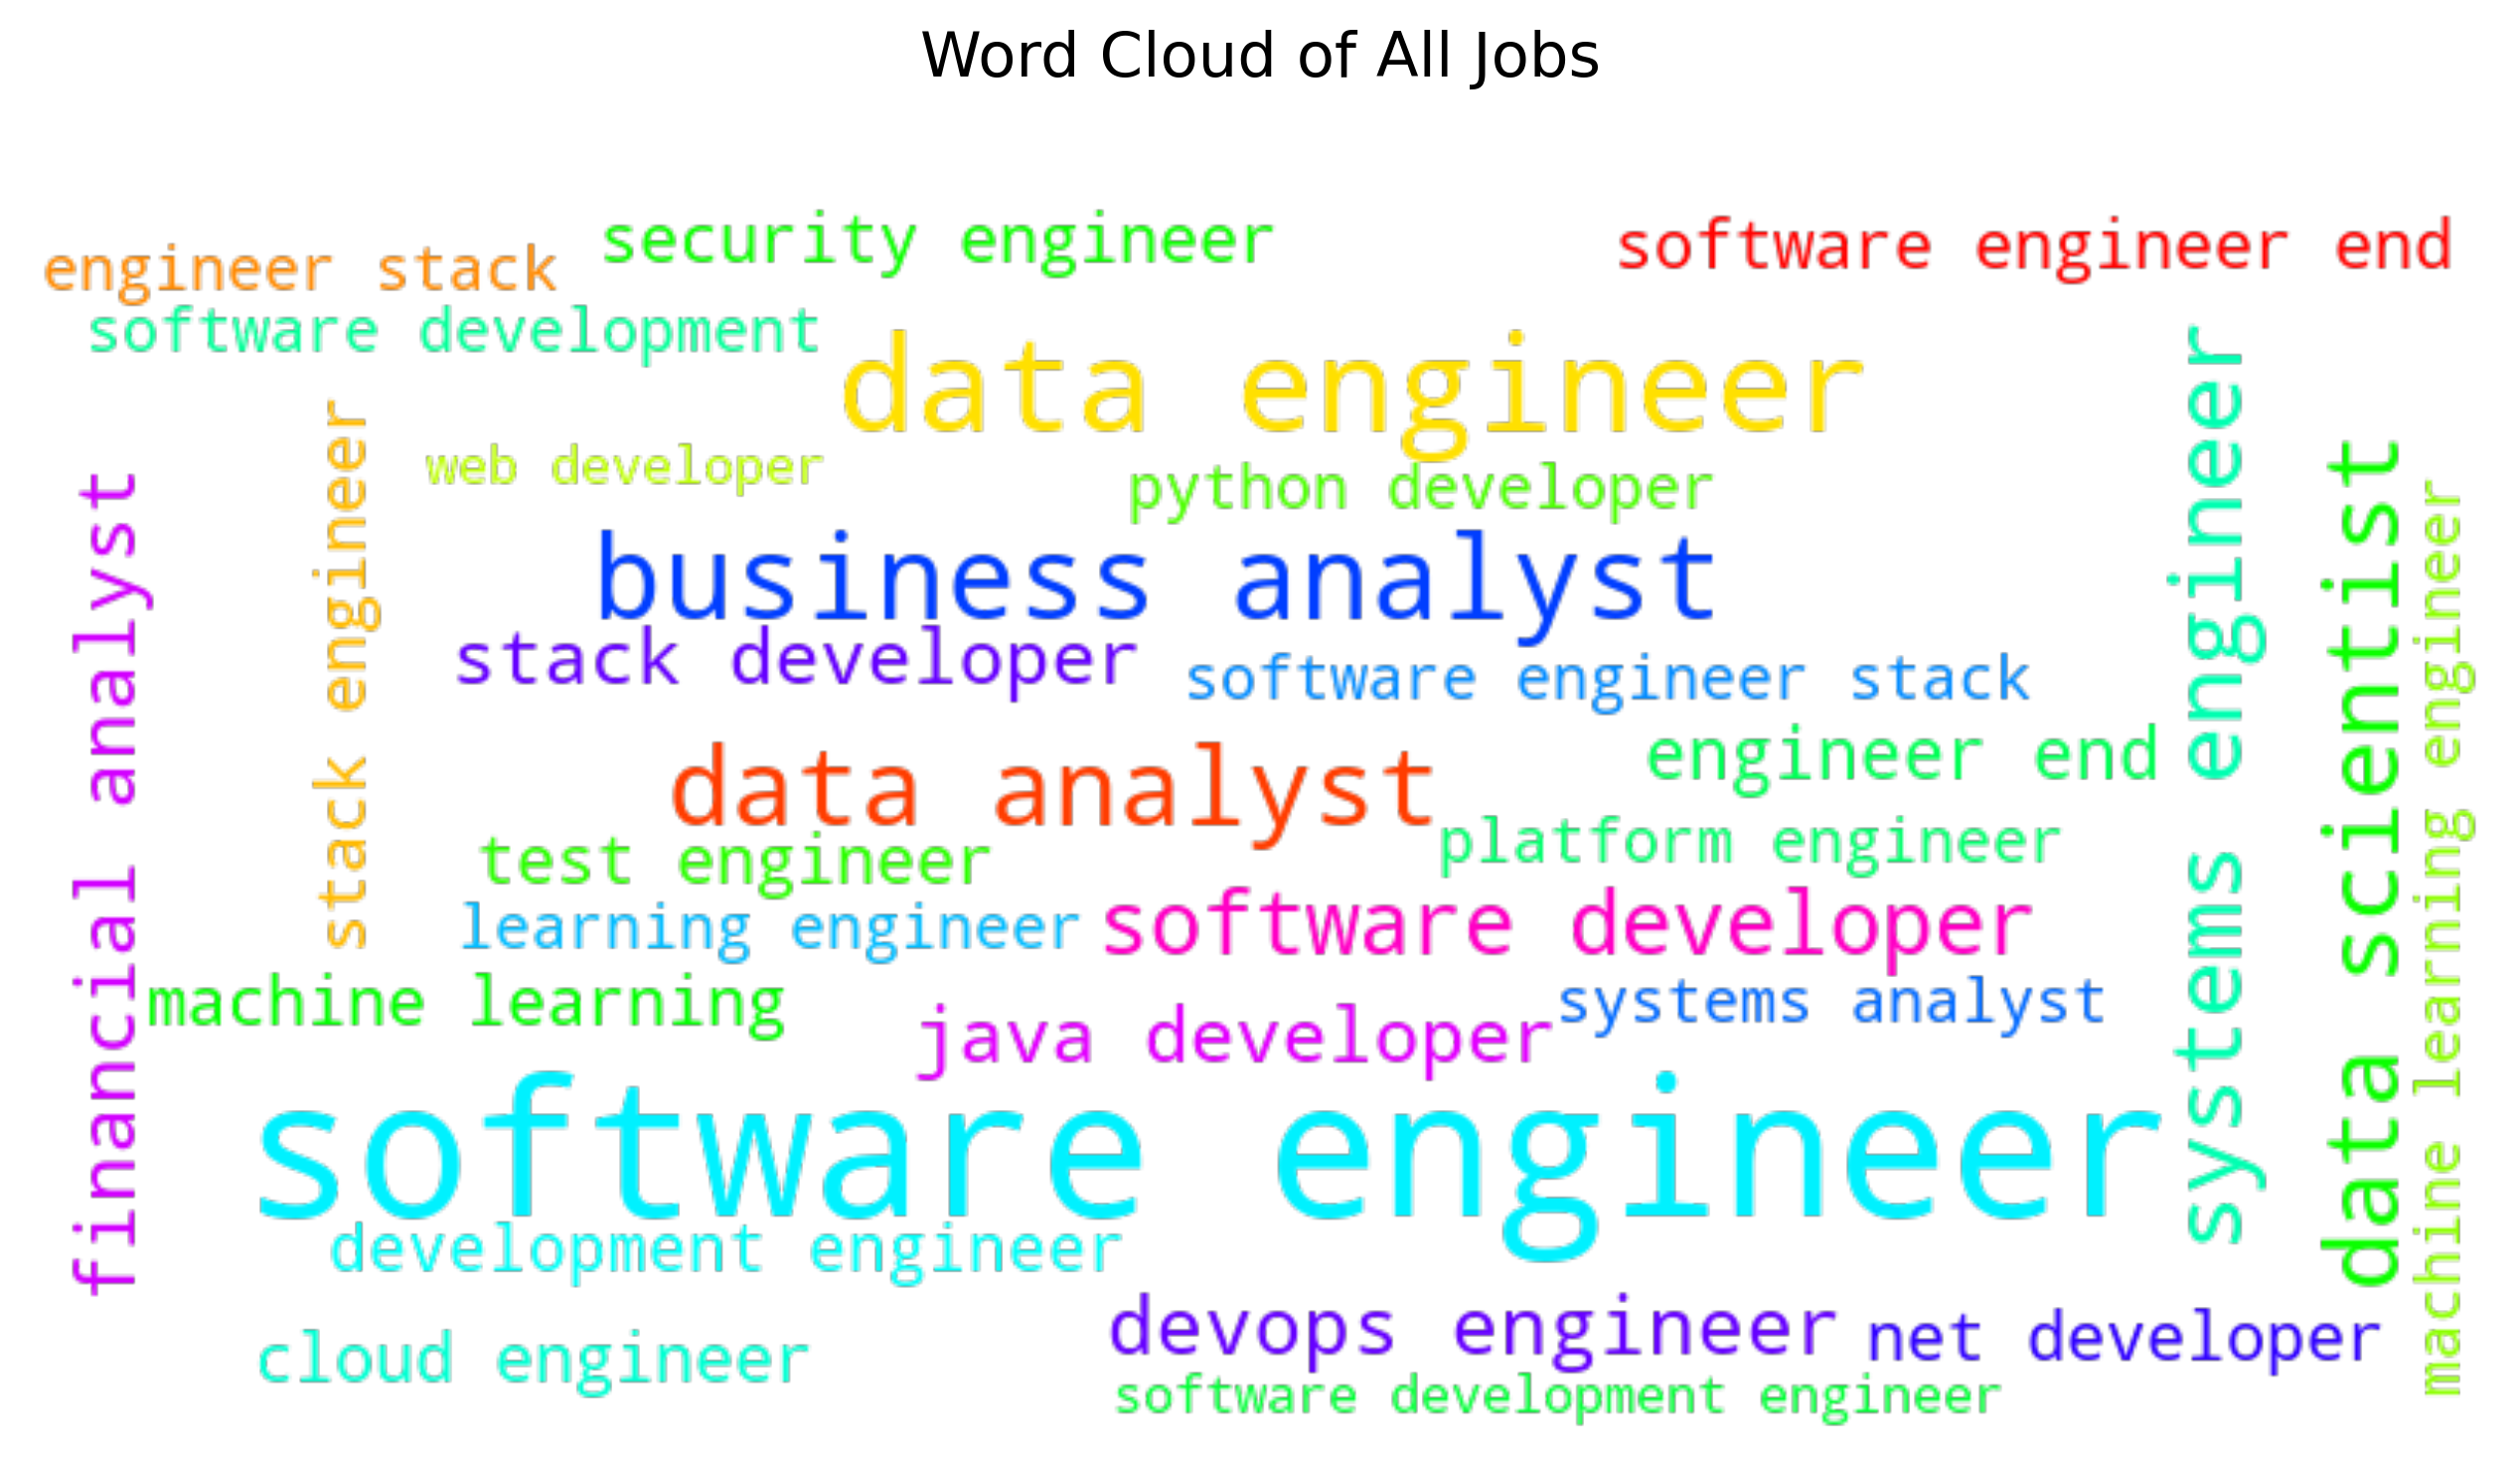 Word Cloud of All Jobs
security engineer
software engineer end
engineer stack
software development
data engineer
systems engineer
stack engineer
web developer
data scientist
python developer
financial analyst
machine learning engineer
business analyst
stack developer
software engineer stack
engineer end
data analyst
platform engineer
test engineer
software developer
learning engineer
machine learning
systems analyst
java developer
software engineer
development engineer
devops engineer
net developer
cloud engineer
software development engineer